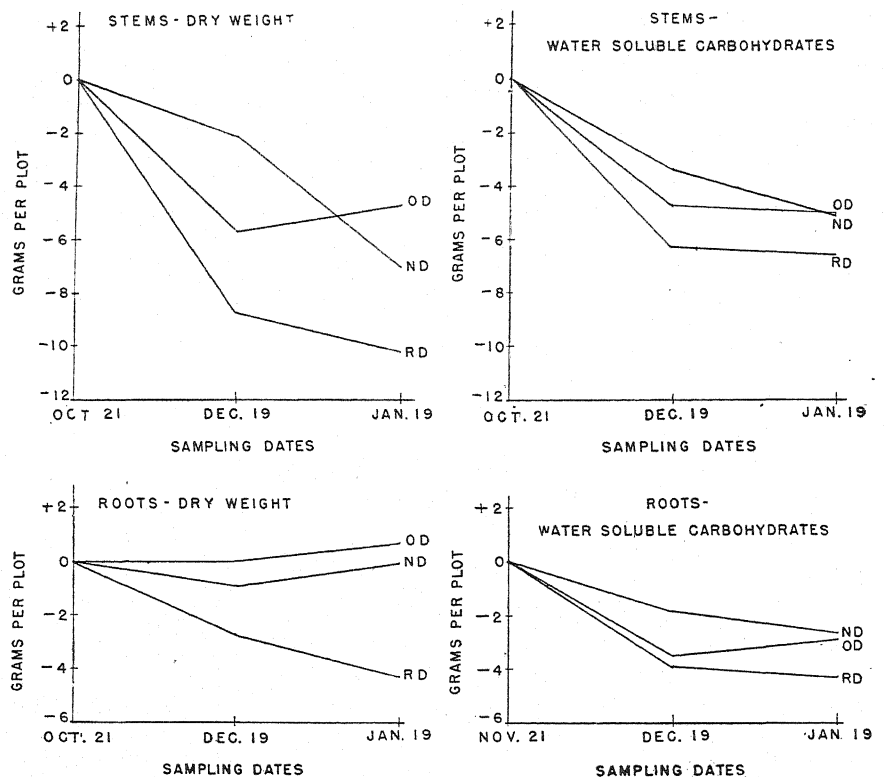 STEMS - DRY WEIGHT
+2
0
-2
-4
-6
-8
-10
-12
GRAMS PER PLOT
OD
ND
RD
OCT 21 DEC. 19 JAN. 19
SAMPLING DATES
STEMS-
WATER SOLUBLE CARBOHYDRATES
+2
0
-2
-4
-6
-8
-10
-12
GRAMS PER PLOT
OD
ND
RD
OCT. 21 DEC. 19 JAN. 19
SAMPLING DATES
ROOTS - DRY WEIGHT
+2
0
-2
-4
-6
GRAMS PER PLOT
OD
ND
RD
OCT. 21 DEC. 19 JAN. 19
SAMPLING DATES
ROOTS-
WATER SOLUBLE CARBOHYDRATES
+2
0
-2
-4
-6
GRAMS PER PLOT
ND
OD
RD
NOV. 21 DEC. 19 JAN. 19
SAMPLING DATES